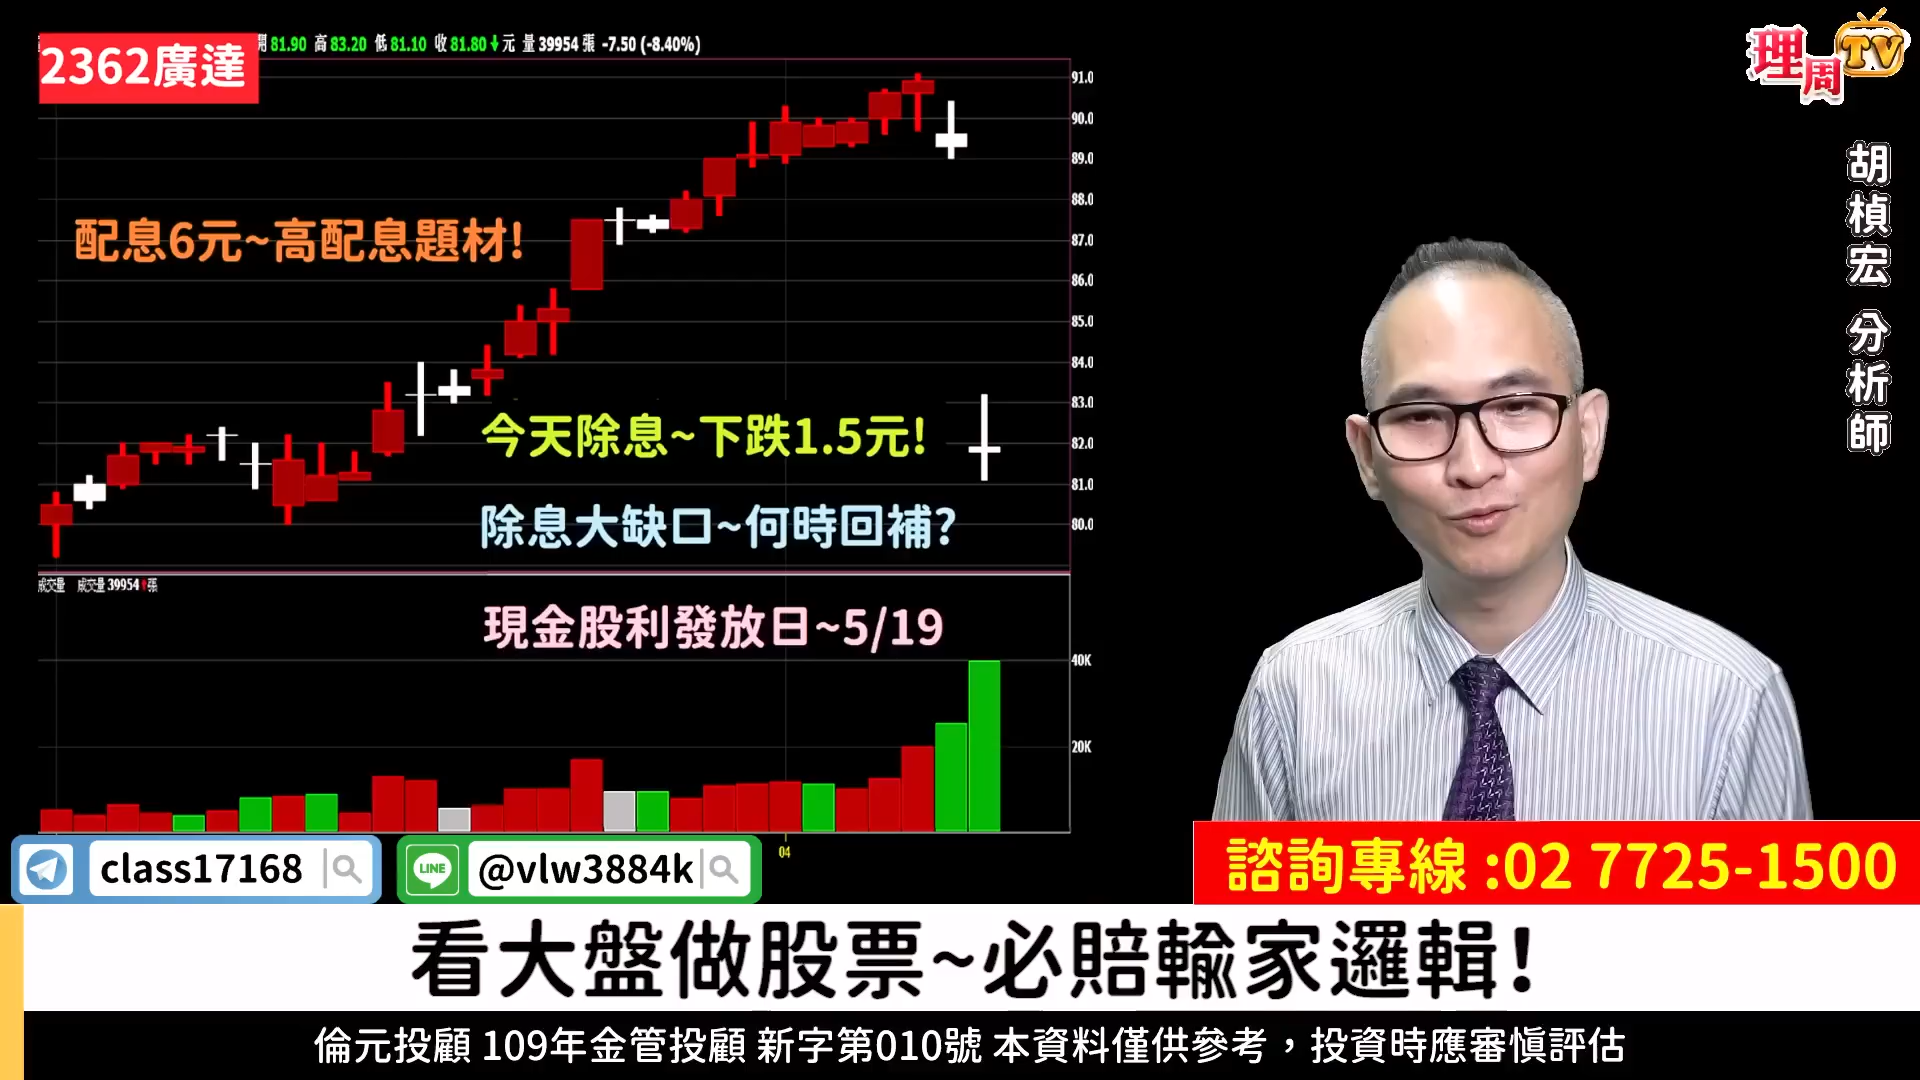 2362廣達
開81.90 高83.20 低81.10 收81.80↓元 量39954張 -7.50 (-8.40%)
理周TV
胡楨宏 分析師
91.0
90.0
89.0
88.0
87.0
86.0
85.0
84.0
83.0
82.0
81.0
80.0
配息6元~高配息題材!
今天除息~下跌1.5元!
除息大缺口~何時回補?
成交量 成交量39954↑張
現金股利發放日~5/19
40K
20K
04
class17168
LINE
@vlw3884k
諮詢專線 :02 7725-1500
看大盤做股票~必賠輸家邏輯!
倫元投顧 109年金管投顧 新字第010號 本資料僅供參考，投資時應審慎評估